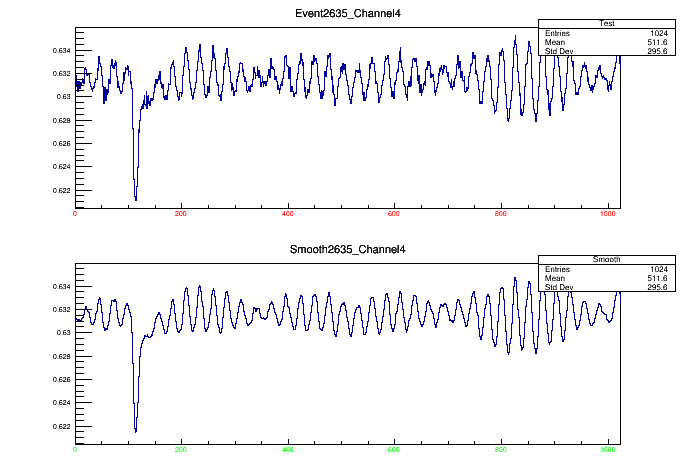 Event2635_Channel4
Test
Entries 1024
Mean 511.6
Std Dev 295.6
0.634
0.632
0.63
0.628
0.626
0.624
0.622
0 200 400 600 800 1000
Smooth2635_Channel4
Smooth
Entries 1024
Mean 511.6
Std Dev 295.6
0.634
0.632
0.63
0.628
0.626
0.624
0.622
0 200 400 600 800 1000